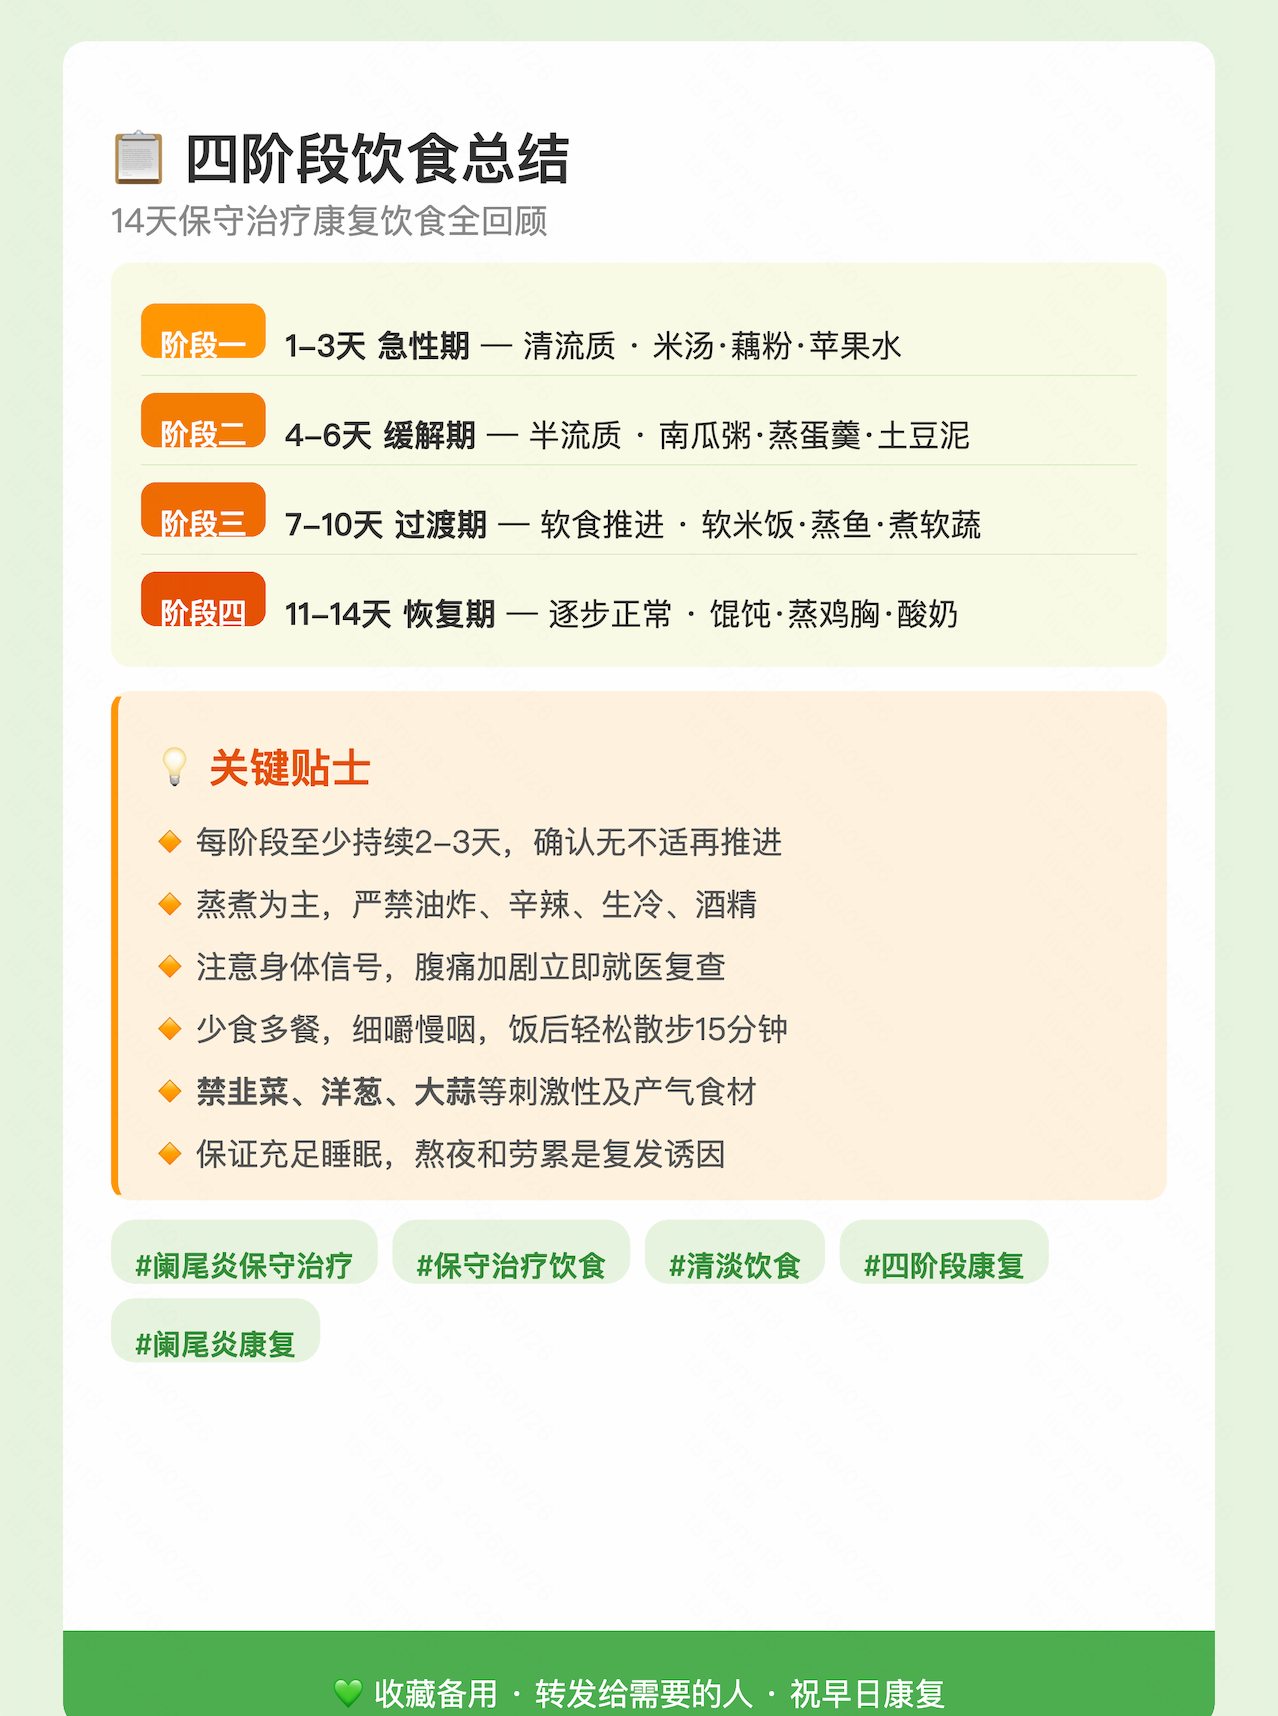 四阶段饮食总结
14天保守治疗康复饮食全回顾
阶段一 1–3天 急性期 — 清流质 · 米汤·藕粉·苹果水
阶段二 4–6天 缓解期 — 半流质 · 南瓜粥·蒸蛋羹·土豆泥
阶段三 7–10天 过渡期 — 软食推进 · 软米饭·蒸鱼·煮软蔬
阶段四 11–14天 恢复期 — 逐步正常 · 馄饨·蒸鸡胸·酸奶
关键贴士
每阶段至少持续2–3天，确认无不适再推进
蒸煮为主，严禁油炸、辛辣、生冷、酒精
注意身体信号，腹痛加剧立即就医复查
少食多餐，细嚼慢咽，饭后轻松散步15分钟
禁韭菜、洋葱、大蒜等刺激性及产气食材
保证充足睡眠，熬夜和劳累是复发诱因
#阑尾炎保守治疗 #保守治疗饮食 #清淡饮食 #四阶段康复
#阑尾炎康复
收藏备用 · 转发给需要的人 · 祝早日康复